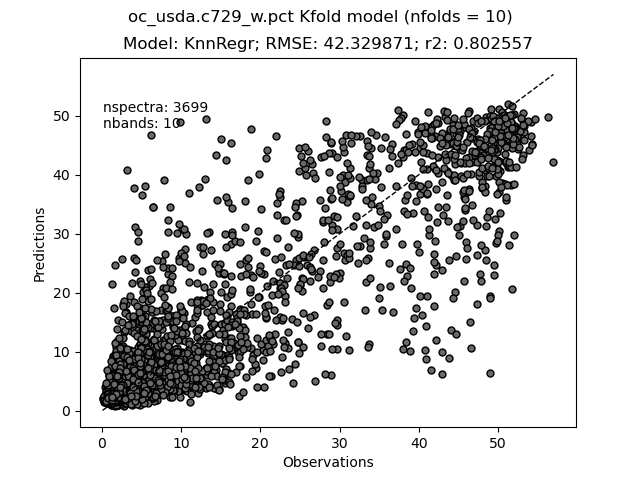 oc_usda.c729_w.pct Kfold model (nfolds = 10)
Model: KnnRegr; RMSE: 42.329871; r2: 0.802557
nspectra: 3699
nbands: 10
50
40
30
20
10
0
Predictions
0 10 20 30 40 50
Observations